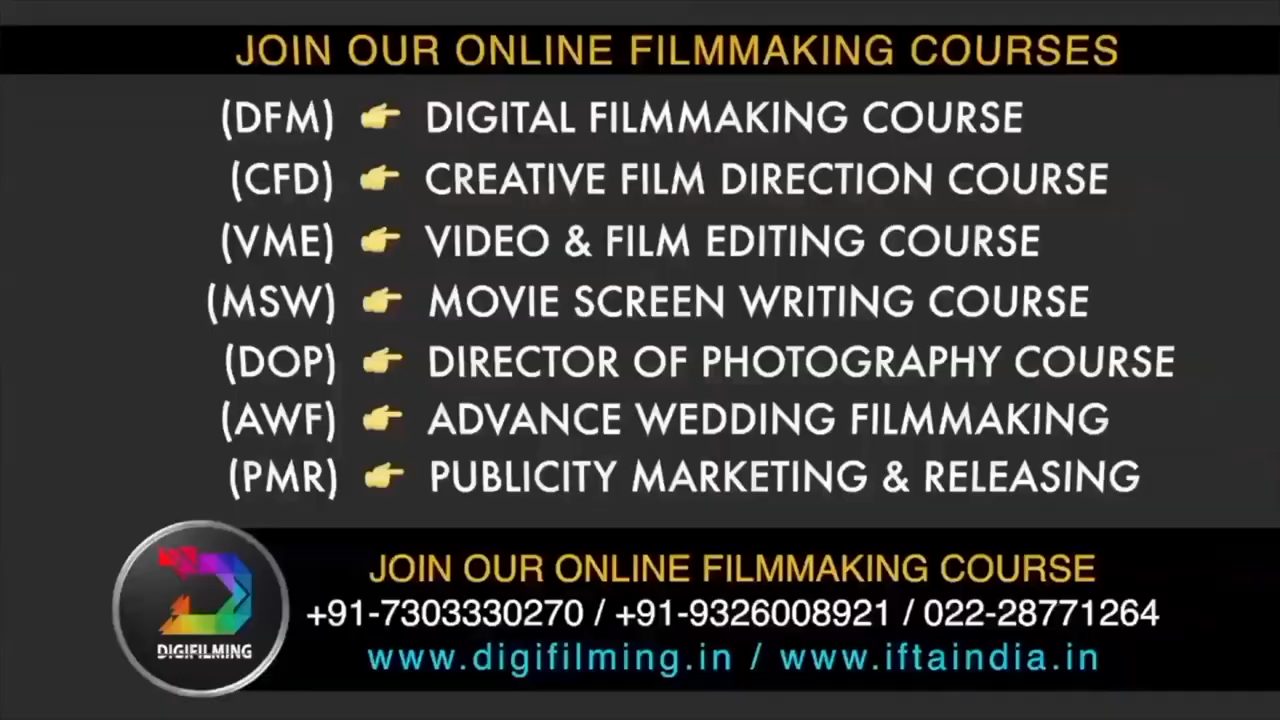 JOIN OUR ONLINE FILMMAKING COURSES
(DFM) 👉 DIGITAL FILMMAKING COURSE
(CFD) 👉 CREATIVE FILM DIRECTION COURSE
(VME) 👉 VIDEO & FILM EDITING COURSE
(MSW) 👉 MOVIE SCREEN WRITING COURSE
(DOP) 👉 DIRECTOR OF PHOTOGRAPHY COURSE
(AWF) 👉 ADVANCE WEDDING FILMMAKING
(PMR) 👉 PUBLICITY MARKETING & RELEASING
JOIN OUR ONLINE FILMMAKING COURSE
+91-7303330270 / +91-9326008921 / 022-28771264
www.digifilming.in / www.iftaindia.in
DIGIFILMING